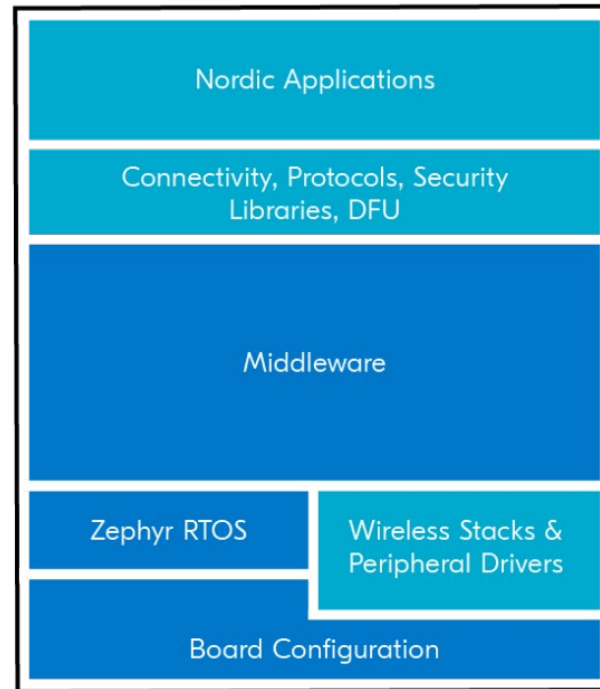 Nordic Applications
Connectivity, Protocols, Security
Libraries, DFU
Middleware
Zephyr RTOS
Wireless Stacks &
Peripheral Drivers
Board Configuration